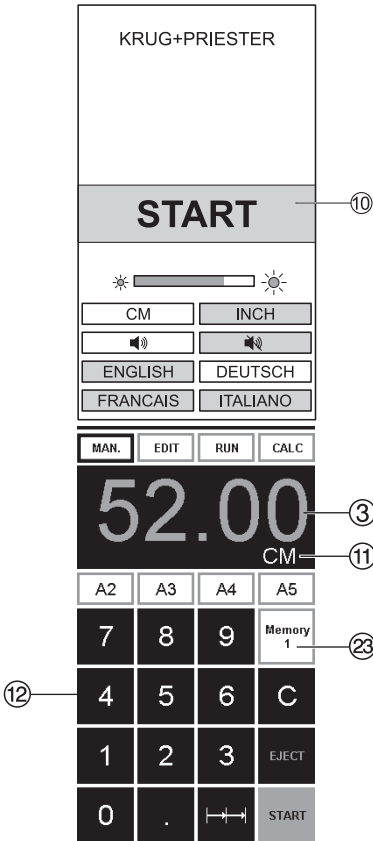 KRUG+PRIESTER
START
10
CM INCH
ENGLISH DEUTSCH
FRANCAIS ITALIANO
MAN. EDIT RUN CALC
52.00
3
CM
11
A2 A3 A4 A5
7 8 9 Memory
1
23
12
4 5 6 C
1 2 3 EJECT
0 . START